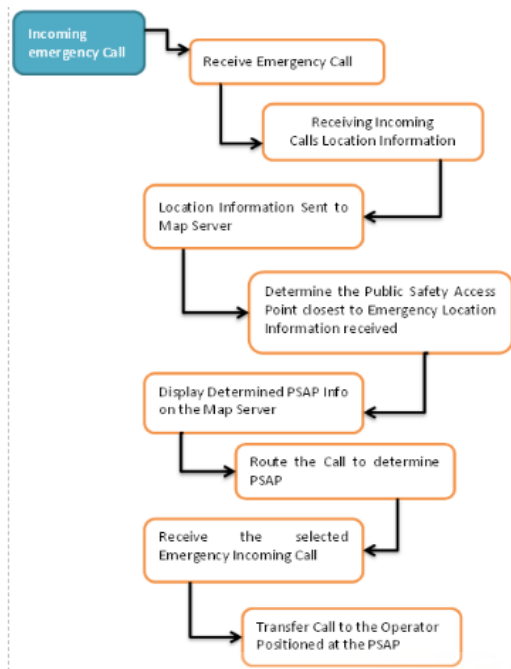 Incoming
emergency Call
Receive Emergency Call
Receiving Incoming
Calls Location Information
Location Information Sent to
Map Server
Determine the Public Safety Access
Point closest to Emergency Location
Information received
Display Determined PSAP Info
on the Map Server
Route the Call to determine
PSAP
Receive the selected
Emergency Incoming Call
Transfer Call to the Operator
Positioned at the PSAP